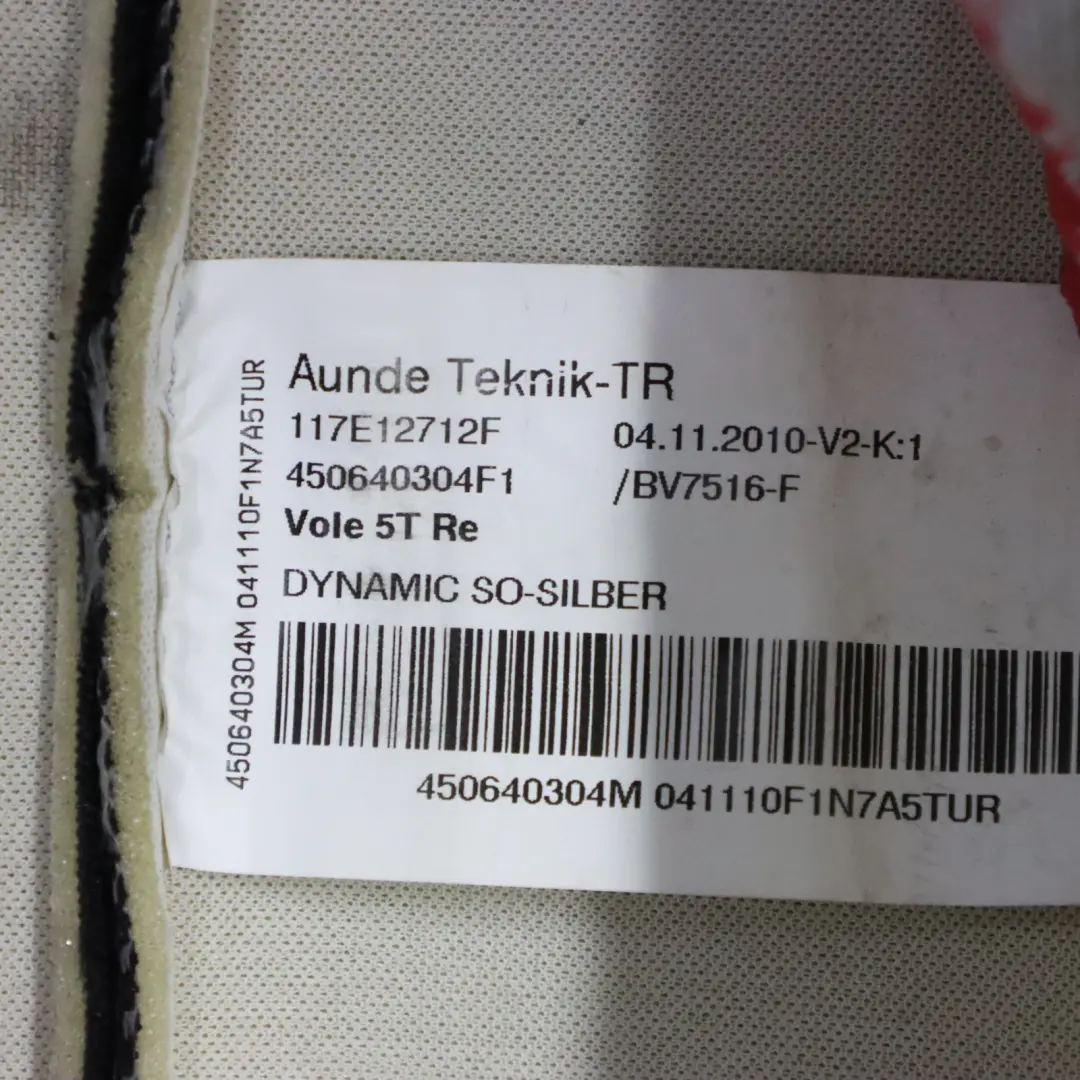 Aunde Teknik-TR
117E12712F 04.11.2010-V2-K:1
450640304F1 /BV7516-F
Vole 5T Re
DYNAMIC SO-SILBER
450640304M 041110F1N7A5TUR
450640304M 041110F1N7A5TUR